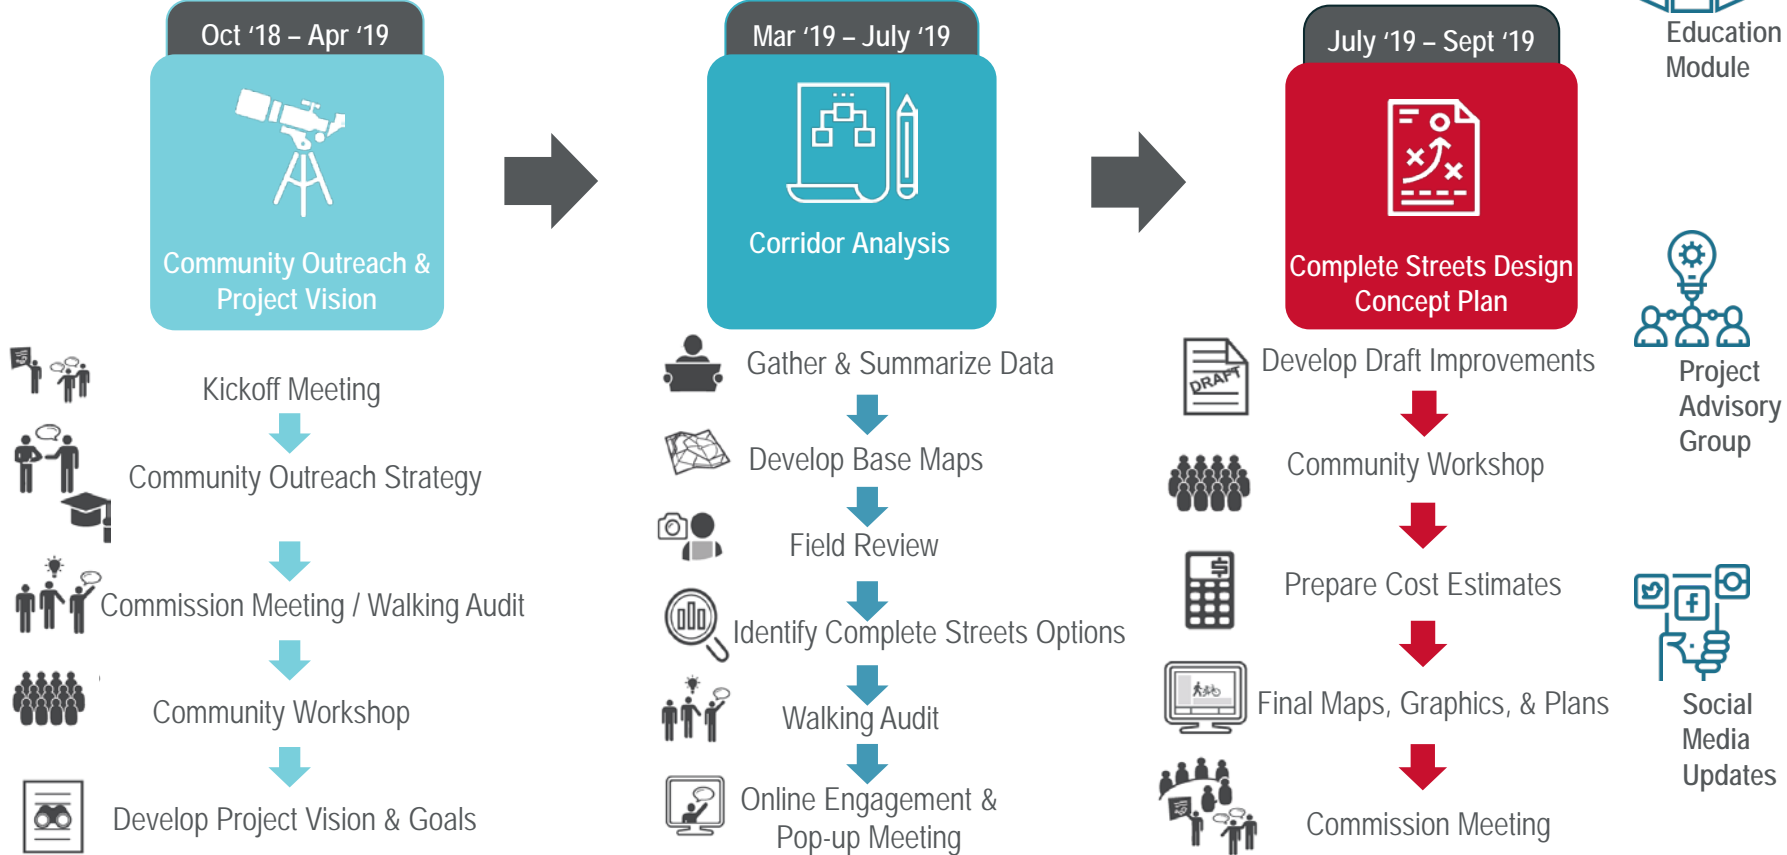 Oct ‘18 – Apr ‘19
Community Outreach &
Project Vision
Kickoff Meeting
Community Outreach Strategy
Commission Meeting / Walking Audit
Community Workshop
Develop Project Vision & Goals
Mar ‘19 – July ‘19
Corridor Analysis
Gather & Summarize Data
Develop Base Maps
Field Review
Identify Complete Streets Options
Walking Audit
Online Engagement &
Pop-up Meeting
July ‘19 – Sept ‘19
Complete Streets Design
Concept Plan
DRAFT
Develop Draft Improvements
Community Workshop
$
Prepare Cost Estimates
Final Maps, Graphics, & Plans
Commission Meeting
Education
Module
Project
Advisory
Group
f
Social
Media
Updates